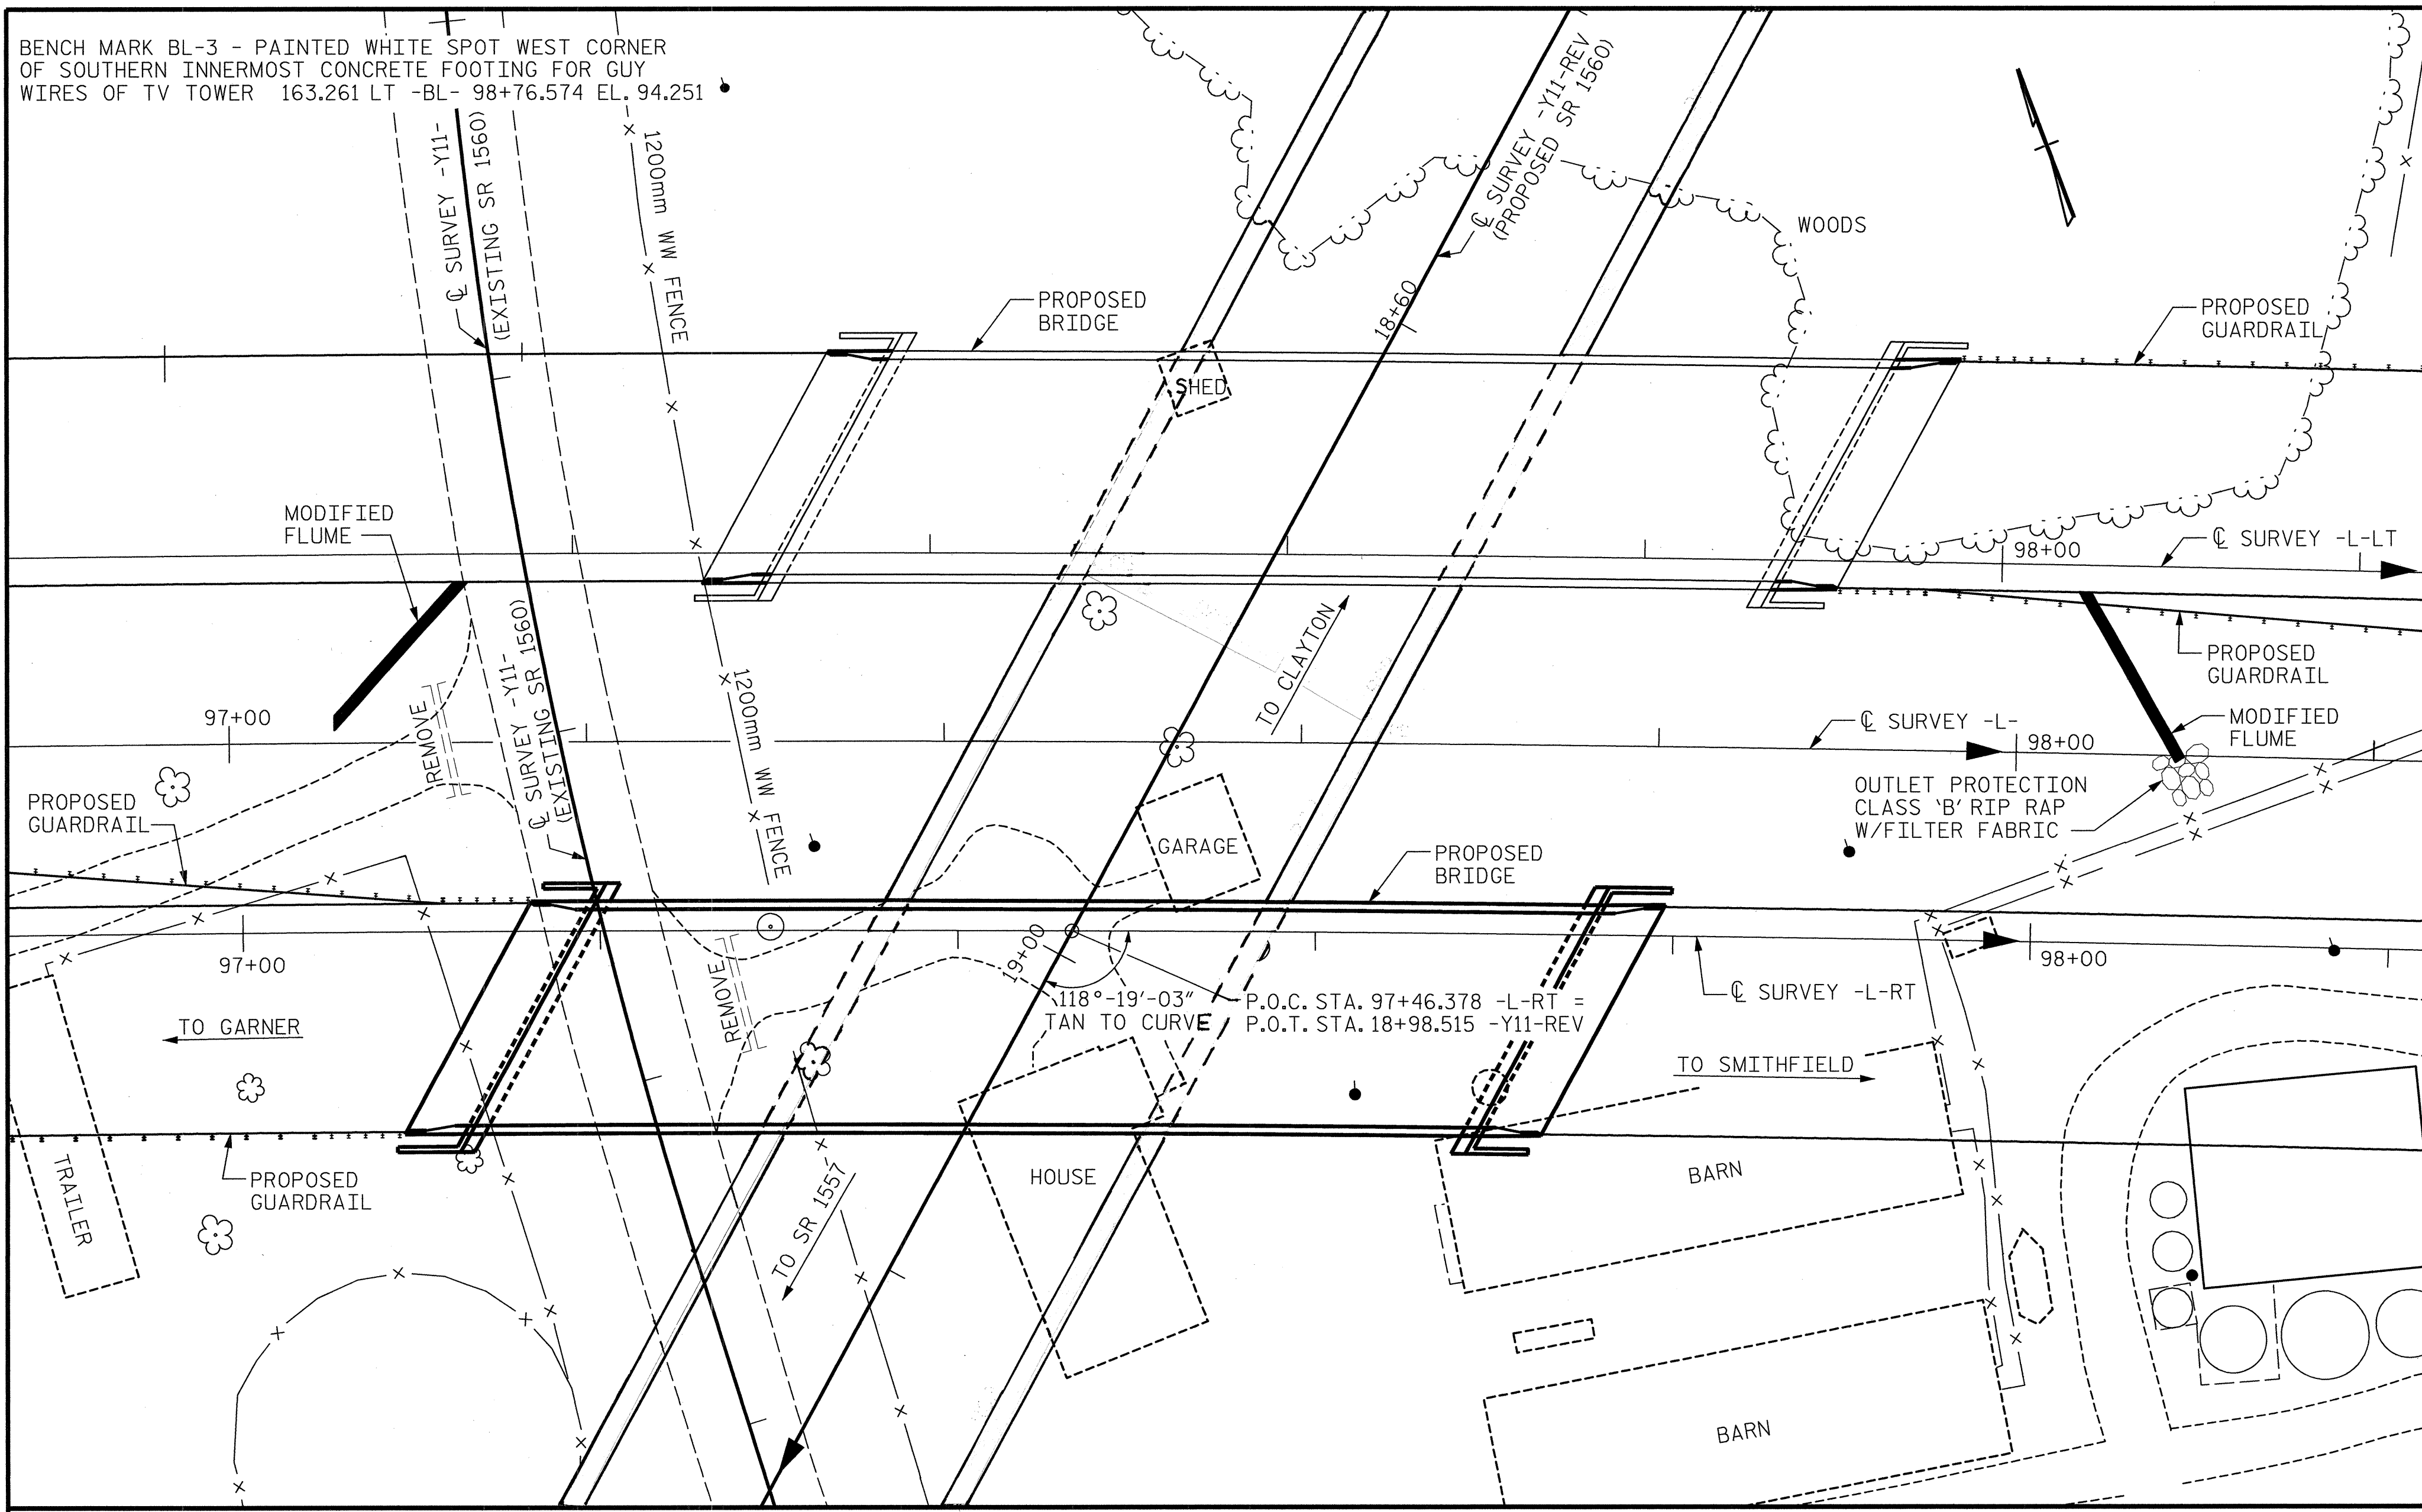 BENCH MARK BL-3 - PAINTED WHITE SPOT WEST CORNER
OF SOUTHERN INNERMOST CONCRETE FOOTING FOR GUY
WIRES OF TV TOWER 163.261 LT -BL- 98+76.574 EL. 94.251
℄ SURVEY -Y11-
(EXISTING SR 1560)
1200mm WW FENCE
℄ SURVEY -Y11-REV
(PROPOSED SR 1560)
WOODS
PROPOSED
BRIDGE
18+60
PROPOSED
GUARDRAIL
SHED
MODIFIED
FLUME
98+00
℄ SURVEY -L-LT
℄ SURVEY -Y11-
(EXISTING SR 1560)
TO CLAYTON
PROPOSED
GUARDRAIL
1200mm WW FENCE
REMOVE
97+00
℄ SURVEY -L-
98+00
MODIFIED
FLUME
OUTLET PROTECTION
CLASS 'B' RIP RAP
W/FILTER FABRIC
PROPOSED
GUARDRAIL
GARAGE
PROPOSED
BRIDGE
97+00
19+00
98+00
REMOVE
118°-19'-03"
TAN TO CURVE
P.O.C. STA. 97+46.378 -L-RT =
P.O.T. STA. 18+98.515 -Y11-REV
℄ SURVEY -L-RT
TO GARNER
TO SMITHFIELD
TRAILER
PROPOSED
GUARDRAIL
HOUSE
BARN
TO SR 1557
BARN